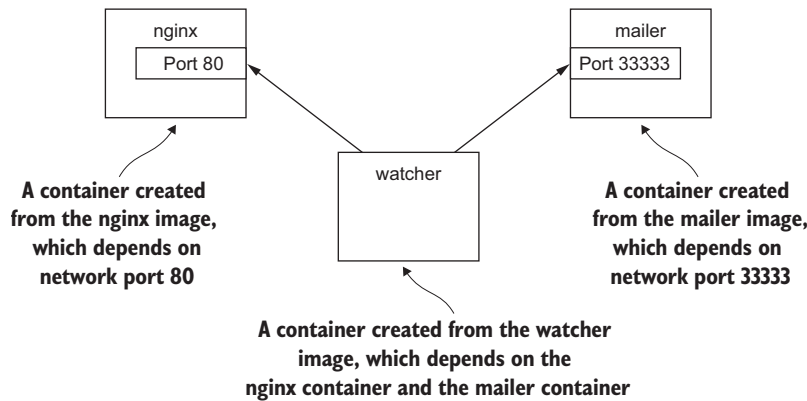 nginx
Port 80
mailer
Port 33333
watcher
A container created
from the nginx image,
which depends on
network port 80
A container created
from the mailer image,
which depends on
network port 33333
A container created from the watcher
image, which depends on the
nginx container and the mailer container